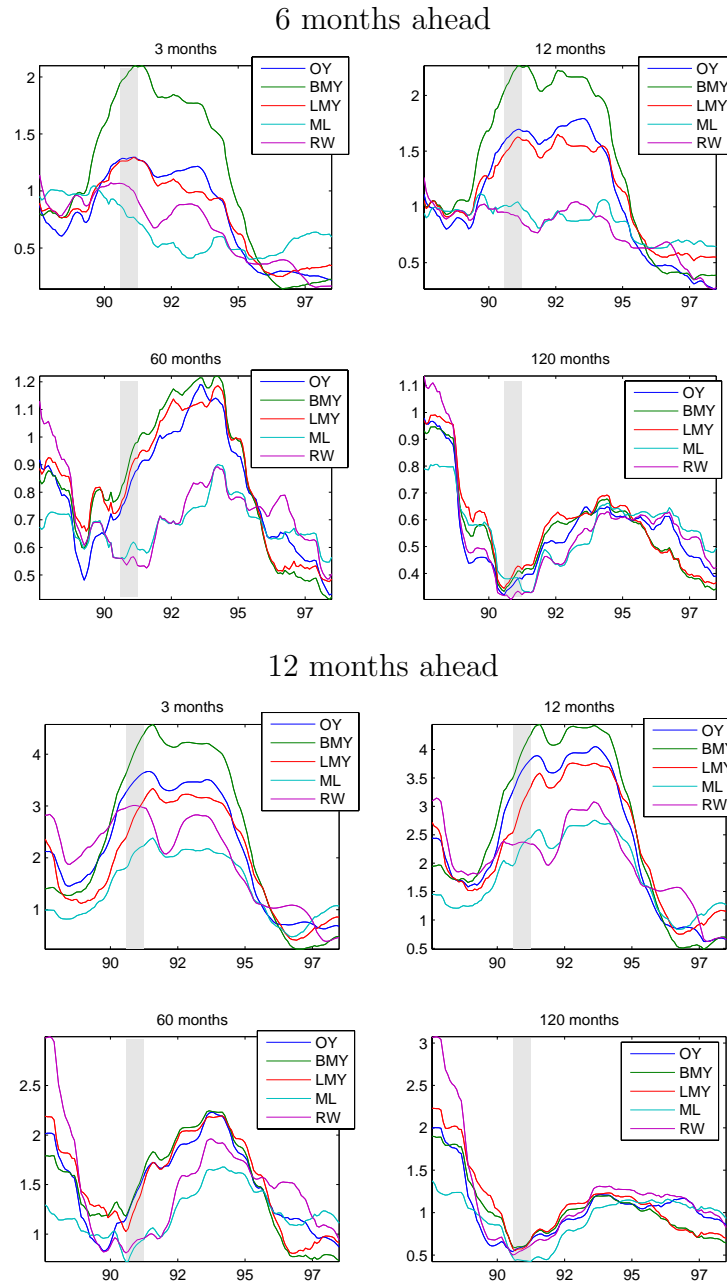 6 months ahead
3 months
2
1.5
1
0.5
90 92 95 97
OY
BMY
LMY
ML
RW
12 months
2
1.5
1
0.5
90 92 95 97
OY
BMY
LMY
ML
RW
60 months
1.2
1.1
1
0.9
0.8
0.7
0.6
0.5
90 92 95 97
OY
BMY
LMY
ML
RW
120 months
1.1
1
0.9
0.8
0.7
0.6
0.5
0.4
90 92 95 97
OY
BMY
LMY
ML
RW
12 months ahead
3 months
4
3
2
1
90 92 95 97
OY
BMY
LMY
ML
RW
12 months
4
3.5
3
2.5
2
1.5
1
0.5
90 92 95 97
OY
BMY
LMY
ML
RW
60 months
2.5
2
1.5
1
90 92 95 97
OY
BMY
LMY
ML
RW
120 months
3
2.5
2
1.5
1
0.5
90 92 95 97
OY
BMY
LMY
ML
RW